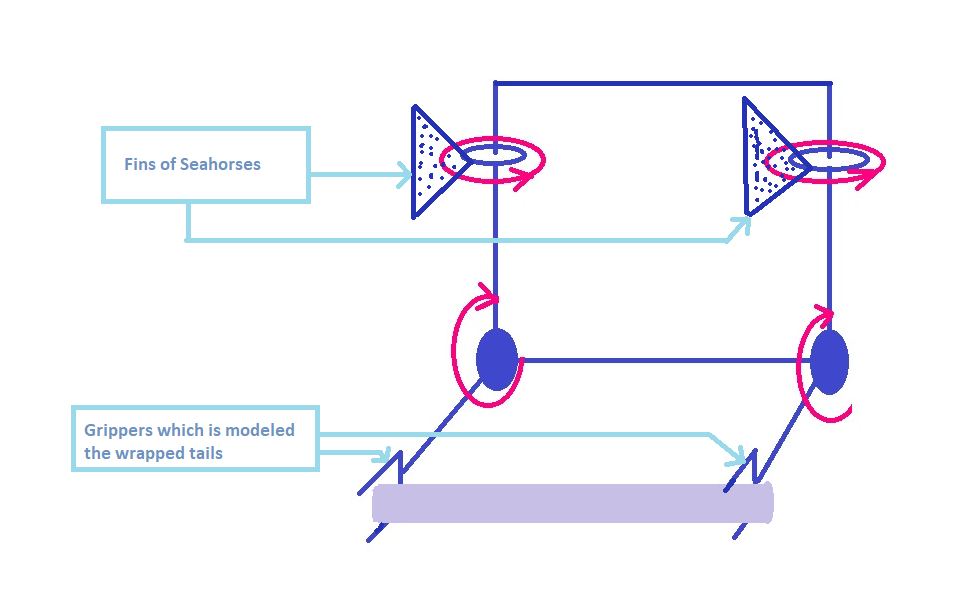 Fins of Seahorses
Grippers which is modeled
the wrapped tails